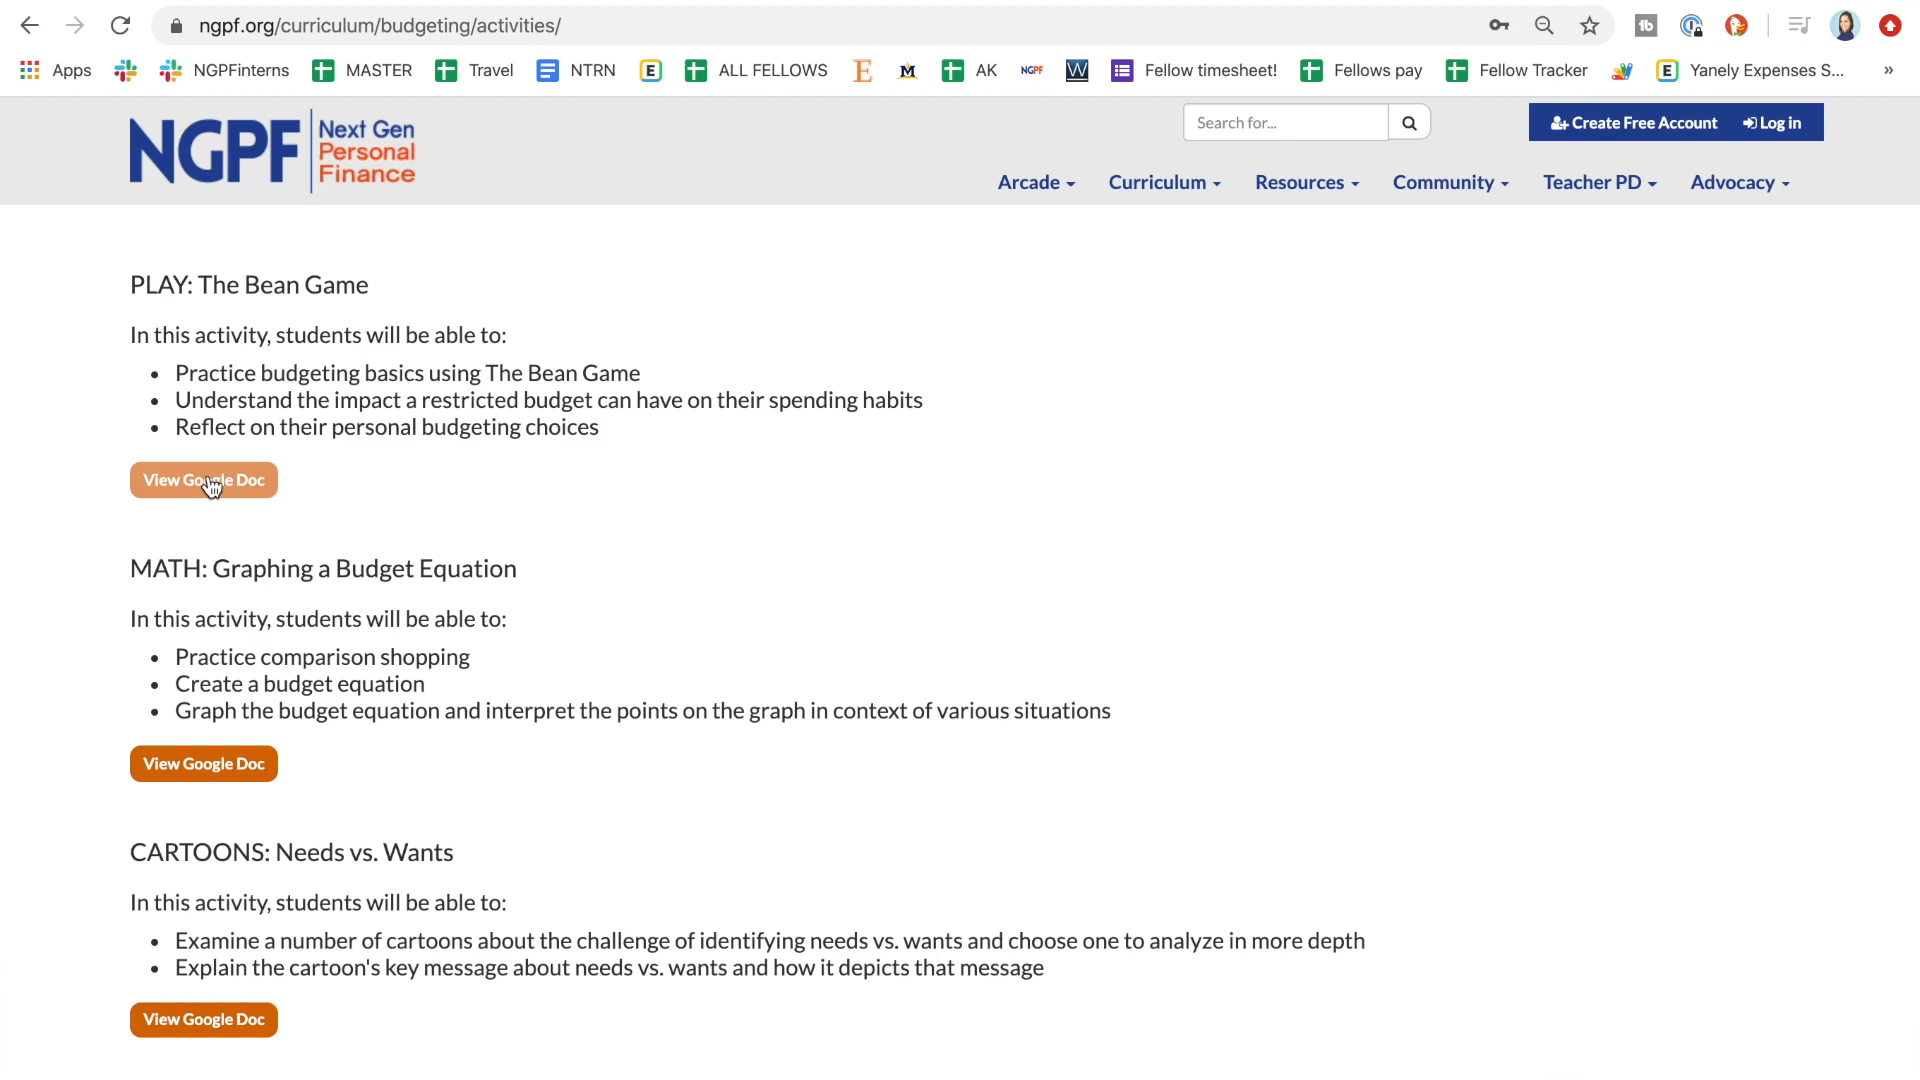 ngpf.org/curriculum/budgeting/activities/
Apps NGPFinterns MASTER Travel NTRN E ALL FELLOWS E M AK NGPF W Fellow timesheet! Fellows pay Fellow Tracker E Yanely Expenses S... »
NGPF Next Gen Personal Finance
Search for...
Create Free Account Log in
Arcade Curriculum Resources Community Teacher PD Advocacy
PLAY: The Bean Game
In this activity, students will be able to:
• Practice budgeting basics using The Bean Game
• Understand the impact a restricted budget can have on their spending habits
• Reflect on their personal budgeting choices
View Google Doc
MATH: Graphing a Budget Equation
In this activity, students will be able to:
• Practice comparison shopping
• Create a budget equation
• Graph the budget equation and interpret the points on the graph in context of various situations
View Google Doc
CARTOONS: Needs vs. Wants
In this activity, students will be able to:
• Examine a number of cartoons about the challenge of identifying needs vs. wants and choose one to analyze in more depth
• Explain the cartoon's key message about needs vs. wants and how it depicts that message
View Google Doc